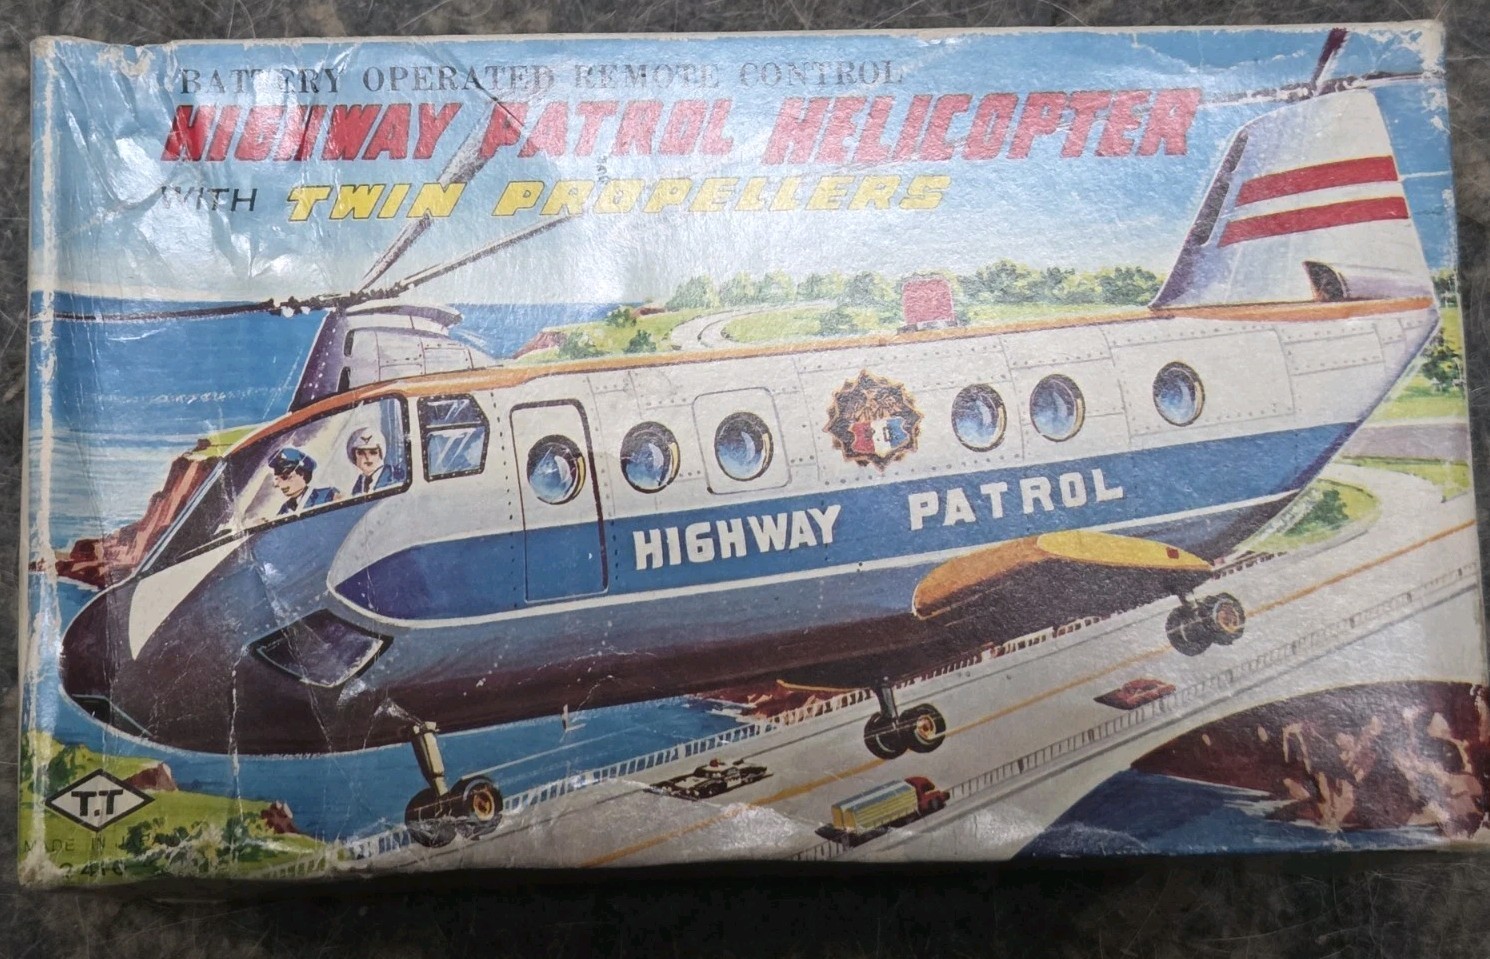 BATTERY OPERATED REMOTE CONTROL
HIGHWAY PATROL HELICOPTER
WITH TWIN PROPELLERS
HIGHWAY PATROL
T.T
MADE IN